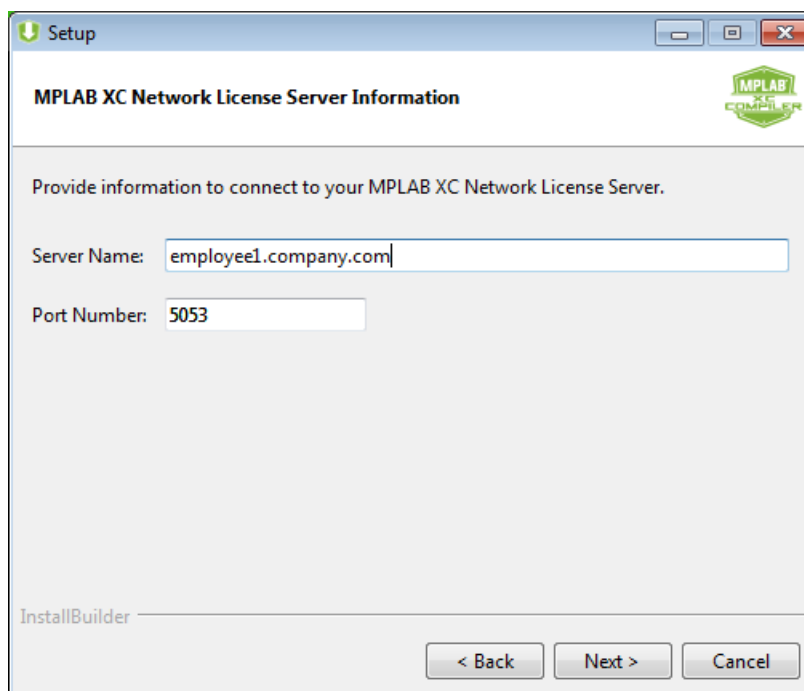 Setup
MPLAB XC Network License Server Information
MPLAB
XC
COMPILER
Provide information to connect to your MPLAB XC Network License Server.
Server Name: employee1.company.com
Port Number: 5053
InstallBuilder
< Back Next > Cancel